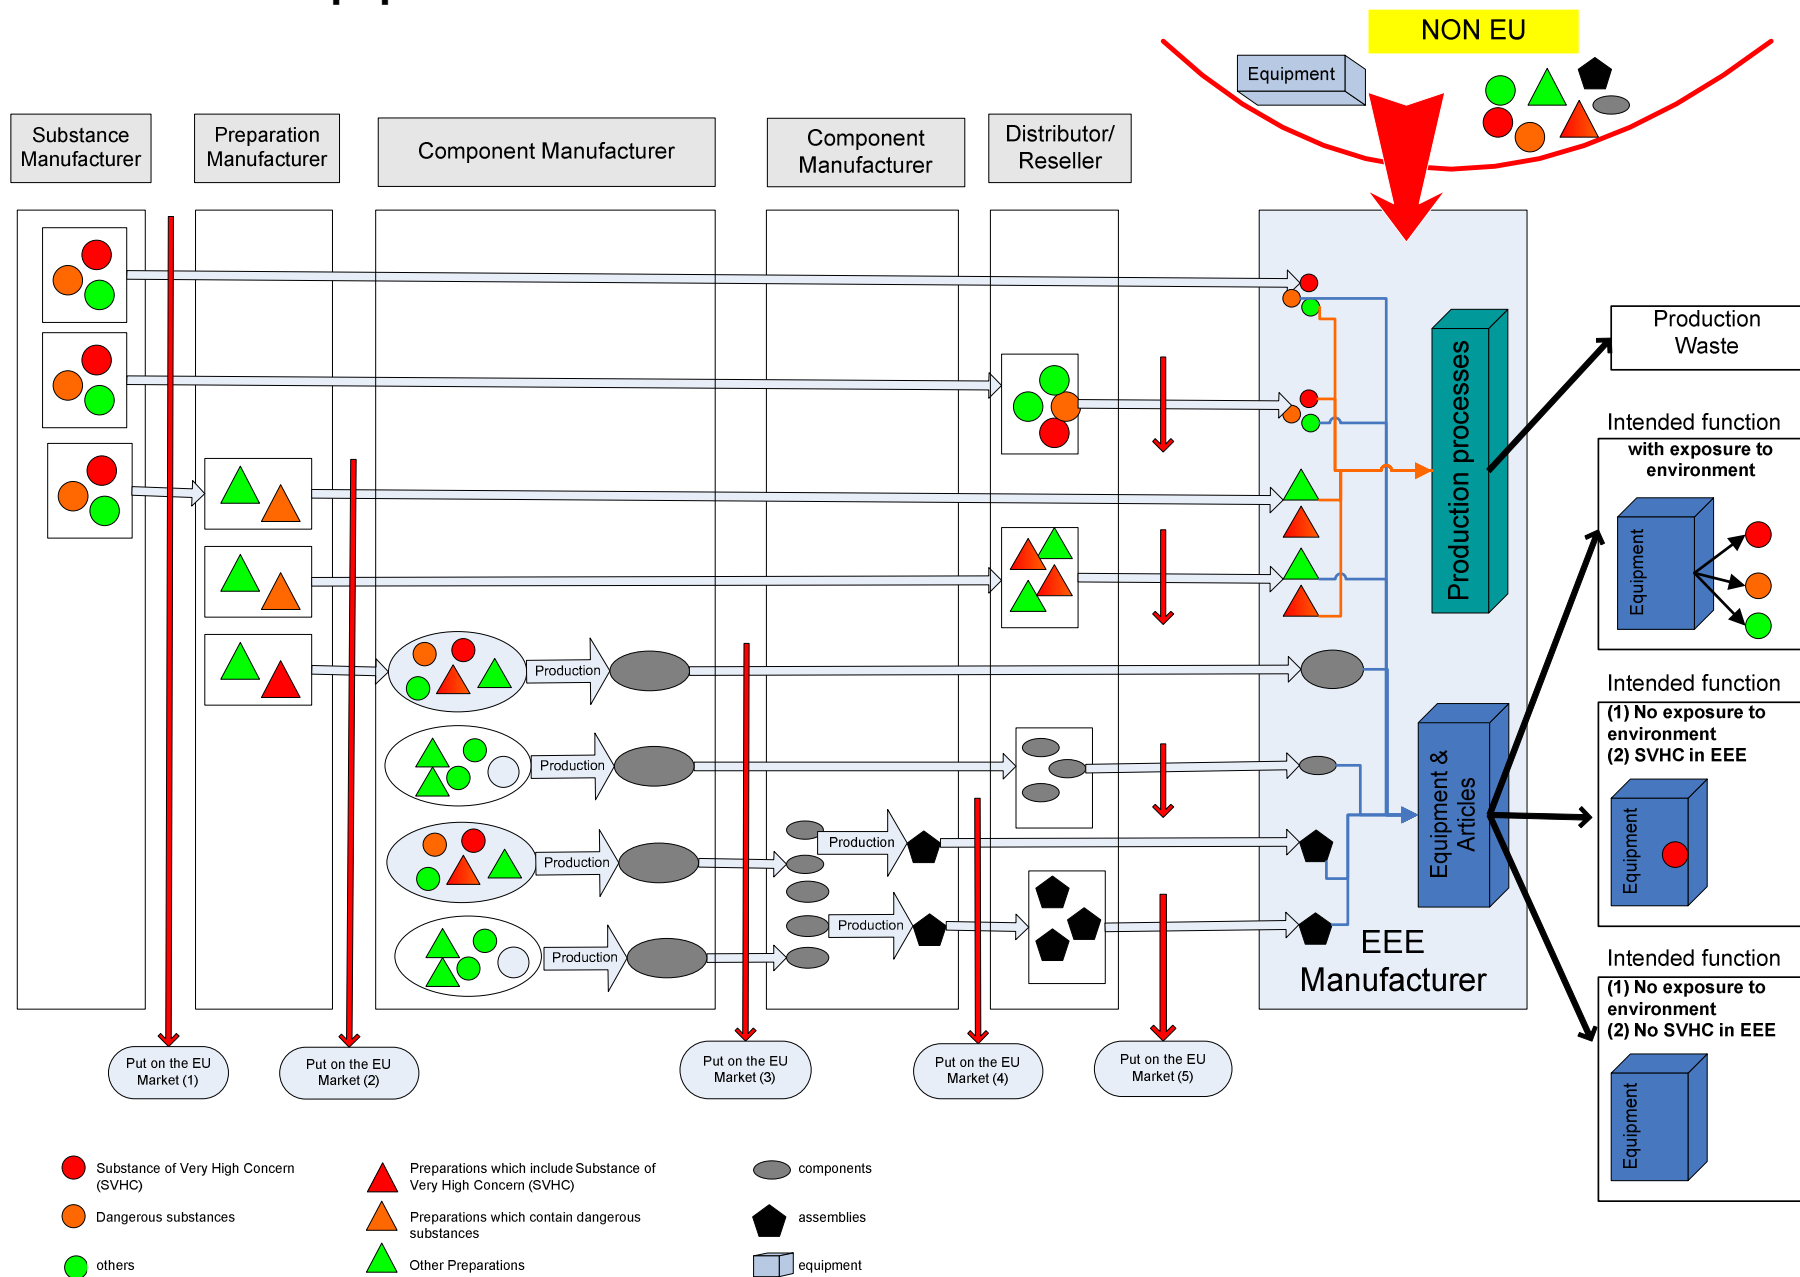 NON EU
Equipment
Substance
Manufacturer
Preparation
Manufacturer
Component Manufacturer
Component
Manufacturer
Distributor/
Reseller
Production processes
Production
Waste
Intended function
with exposure to
environment
Equipment
Intended function
(1) No exposure to
environment
(2) SVHC in EEE
Equipment
Intended function
(1) No exposure to
environment
(2) No SVHC in EEE
Equipment
Production
Production
Production
Production
Production
Production
Equipment &
Articles
EEE
Manufacturer
Put on the EU
Market (1)
Put on the EU
Market (2)
Put on the EU
Market (3)
Put on the EU
Market (4)
Put on the EU
Market (5)
Substance of Very High Concern
(SVHC)
Dangerous substances
others
Preparations which include Substance of
Very High Concern (SVHC)
Preparations which contain dangerous
substances
Other Preparations
components
assemblies
equipment